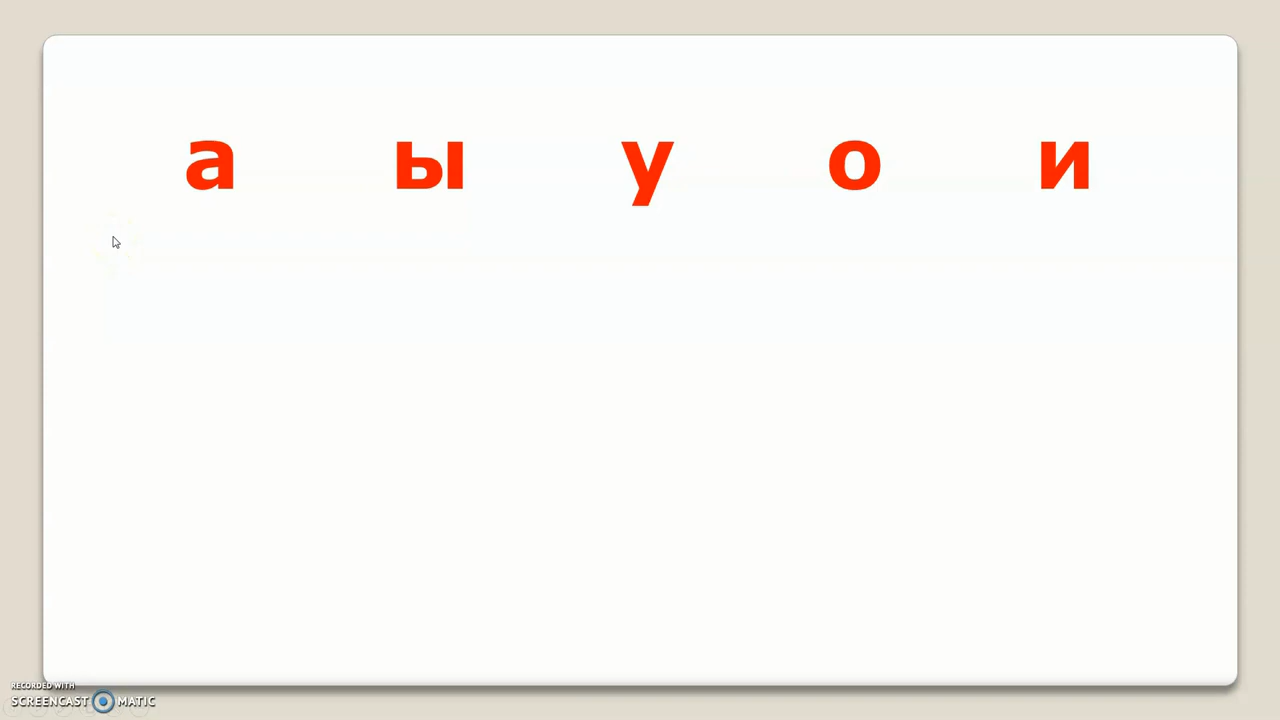 а ы у о и
RECORDED WITH
SCREENCAST MATIC